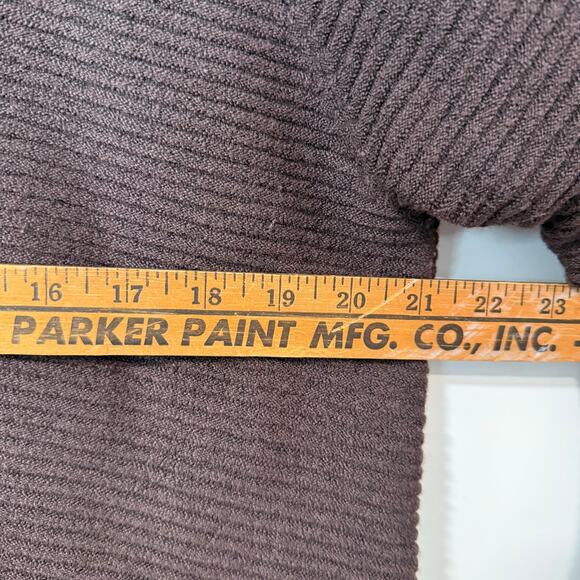 16 17 18 19 20 21 22 23
PARKER PAINT MFG. CO., INC. -